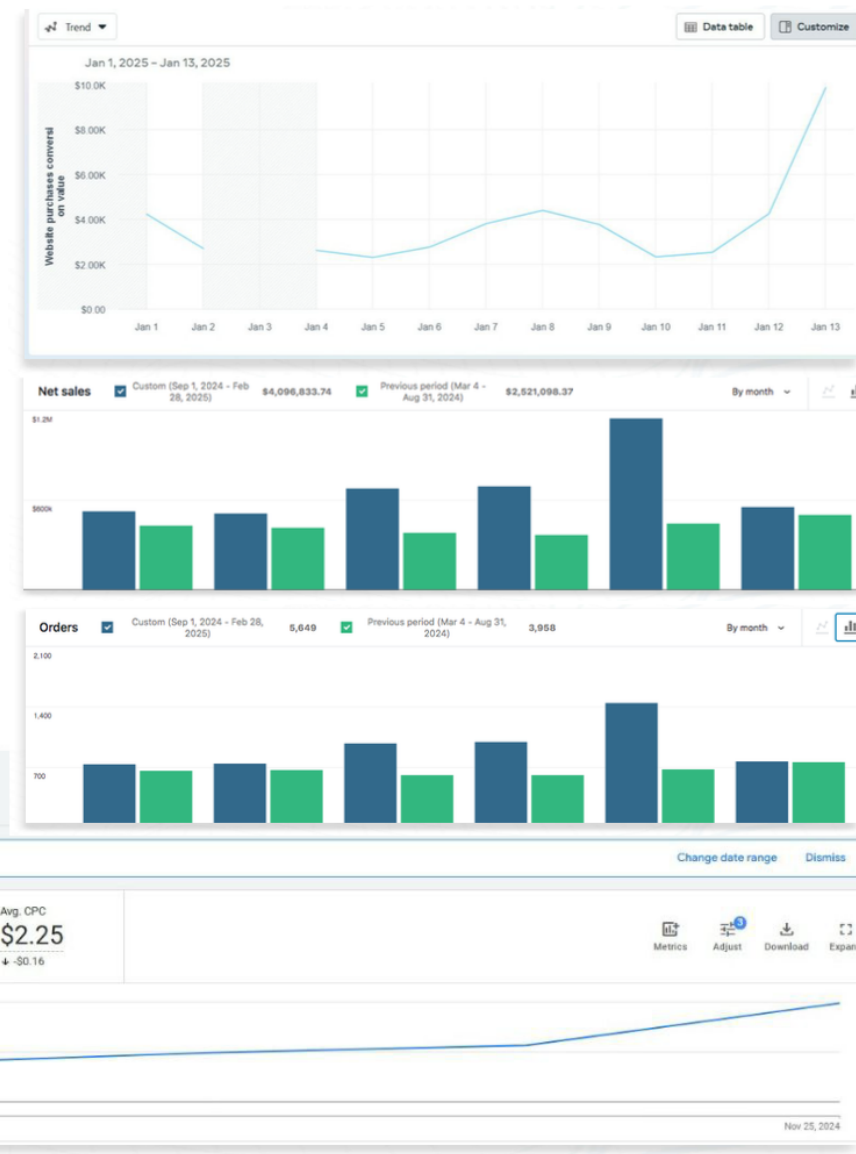 Trend
Data table
Customize
Jan 1, 2025 – Jan 13, 2025
$10.0K
$8.00K
$6.00K
$4.00K
$2.00K
$0.00
Website purchases conversi
on value
Jan 1 Jan 2 Jan 3 Jan 4 Jan 5 Jan 6 Jan 7 Jan 8 Jan 9 Jan 10 Jan 11 Jan 12 Jan 13
Net sales
Custom (Sep 1, 2024 - Feb
28, 2025)
$4,096,833.74
Previous period (Mar 4 -
Aug 31, 2024)
$2,521,098.37
By month
$1.2M
$600k
Orders
Custom (Sep 1, 2024 - Feb 28,
2025)
5,649
Previous period (Mar 4 - Aug 31,
2024)
3,958
By month
2,100
1,400
700
Change date range
Dismiss
Avg. CPC
$2.25
-$0.16
3
Metrics
Adjust
Download
Expan
Nov 25, 2024